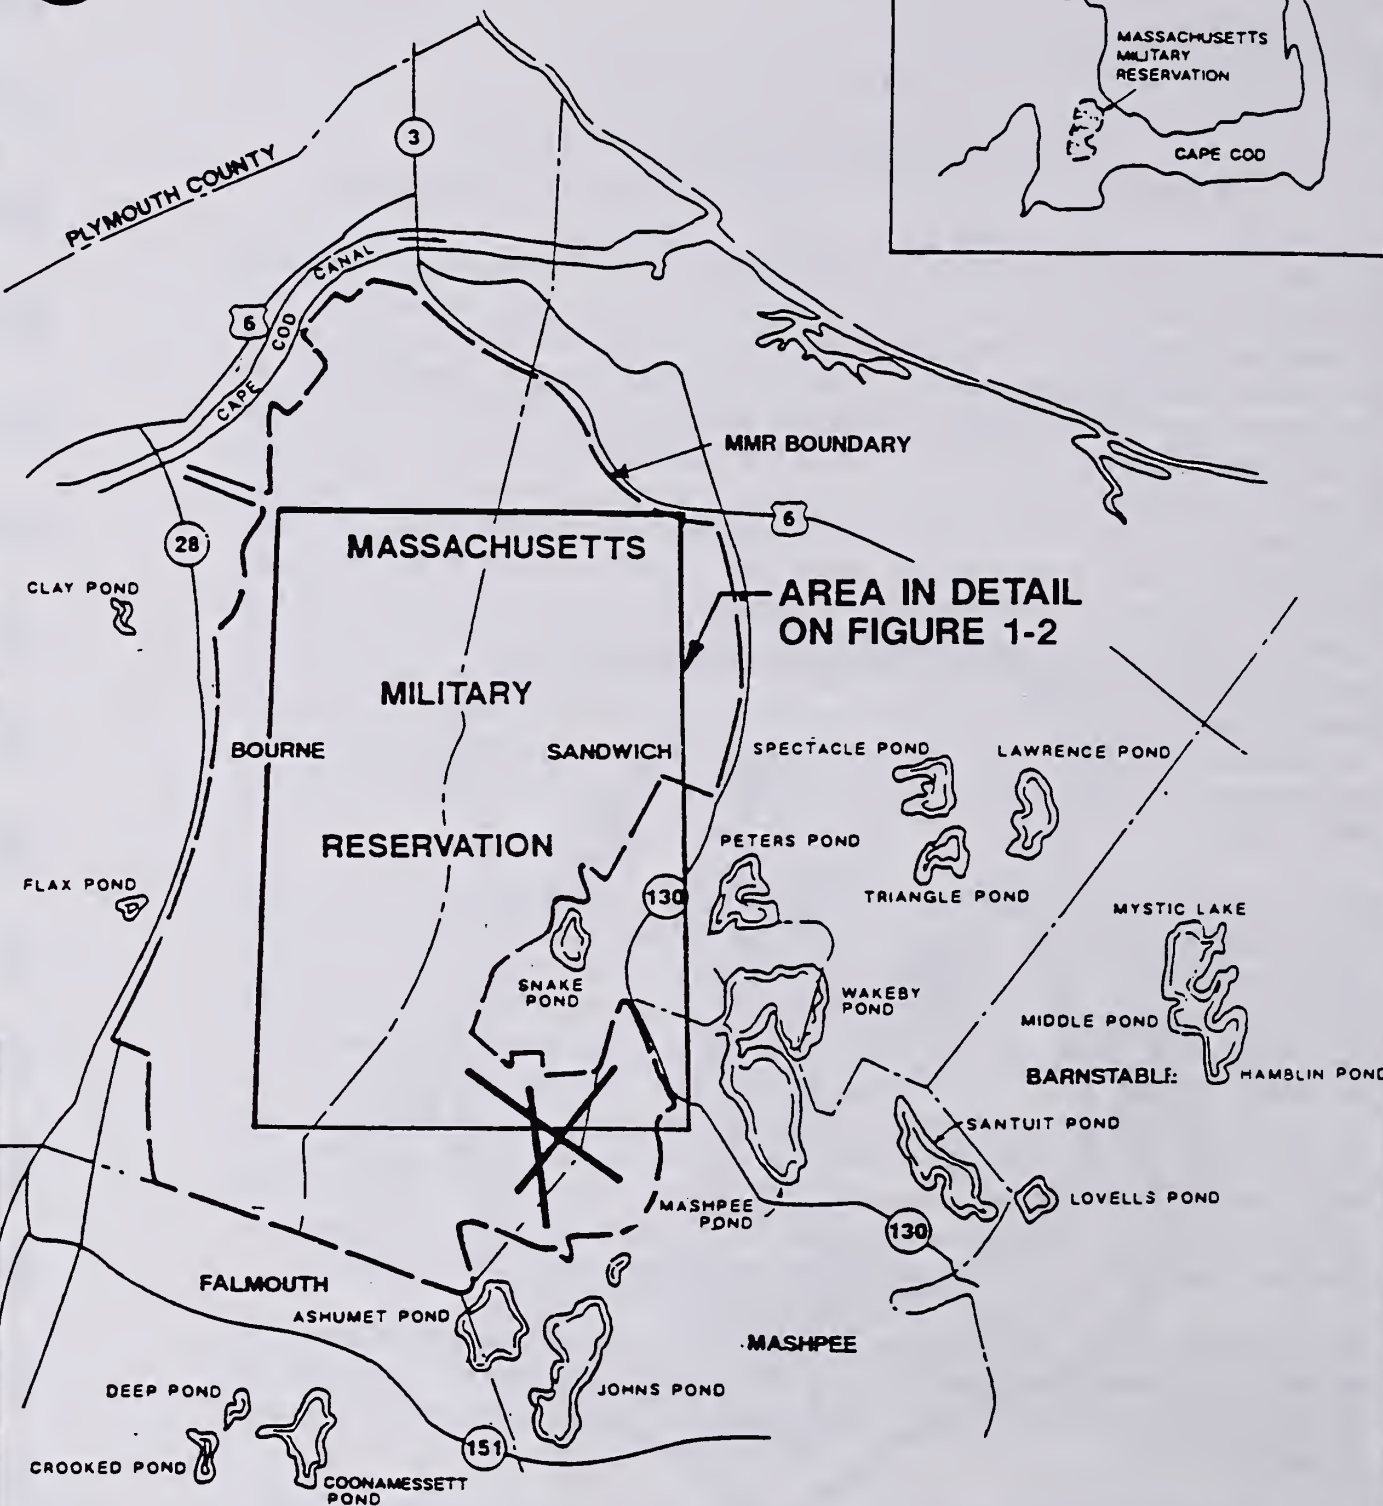 MASSACHUSETTS
MILITARY
RESERVATION
CAPE COD
3
PLYMOUTH COUNTY
CAPE COD CANAL
6
MMR BOUNDARY
6
28
MASSACHUSETTS
AREA IN DETAIL
ON FIGURE 1-2
CLAY POND
MILITARY
BOURNE
SANDWICH
SPECTACLE POND
LAWRENCE POND
RESERVATION
PETERS POND
FLAX POND
130
TRIANGLE POND
MYSTIC LAKE
SNAKE
POND
WAKEBY
POND
MIDDLE POND
BARNSTABLE
HAMBLIN POND
SANTUIT POND
MASHPEE
POND
LOVELLS POND
130
FALMOUTH
ASHUMET POND
MASHPEE
DEEP POND
JOHNS POND
151
CROOKED POND
COONAMESSETT
POND